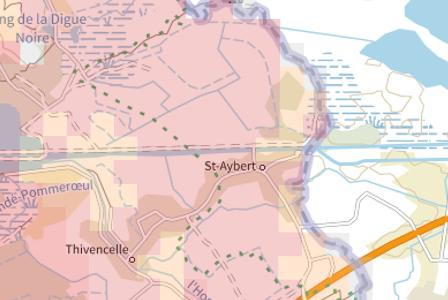 ng de la Digue
Noire
St-Aybert
nde-Pommerœul
Thivencelle
l'Ho